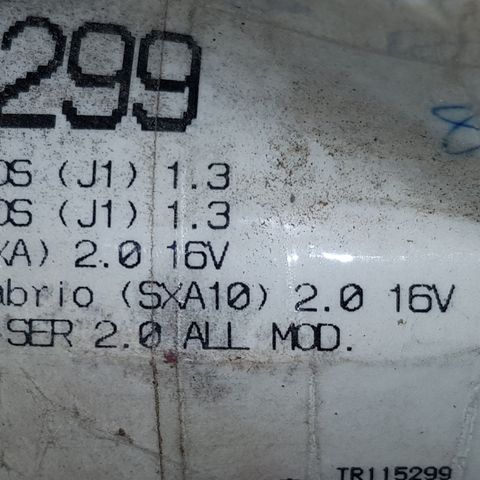 299
OS (J1) 1.3
OS (J1) 1.3
XA) 2.0 16V
abrio (SXA10) 2.0 16V
SER 2.0 ALL MOD.
TR115299